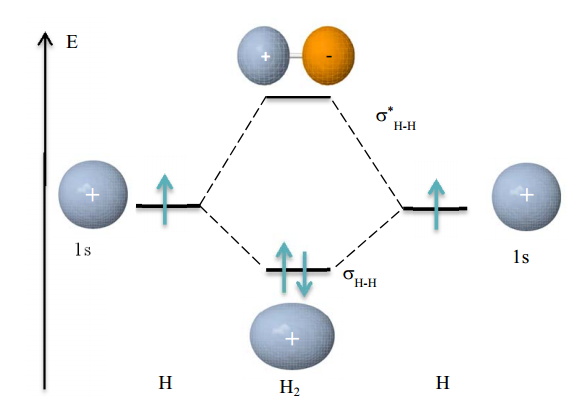 E
+ -
σ*H-H
+
1s
+
1s
σH-H
+
H
H₂
H